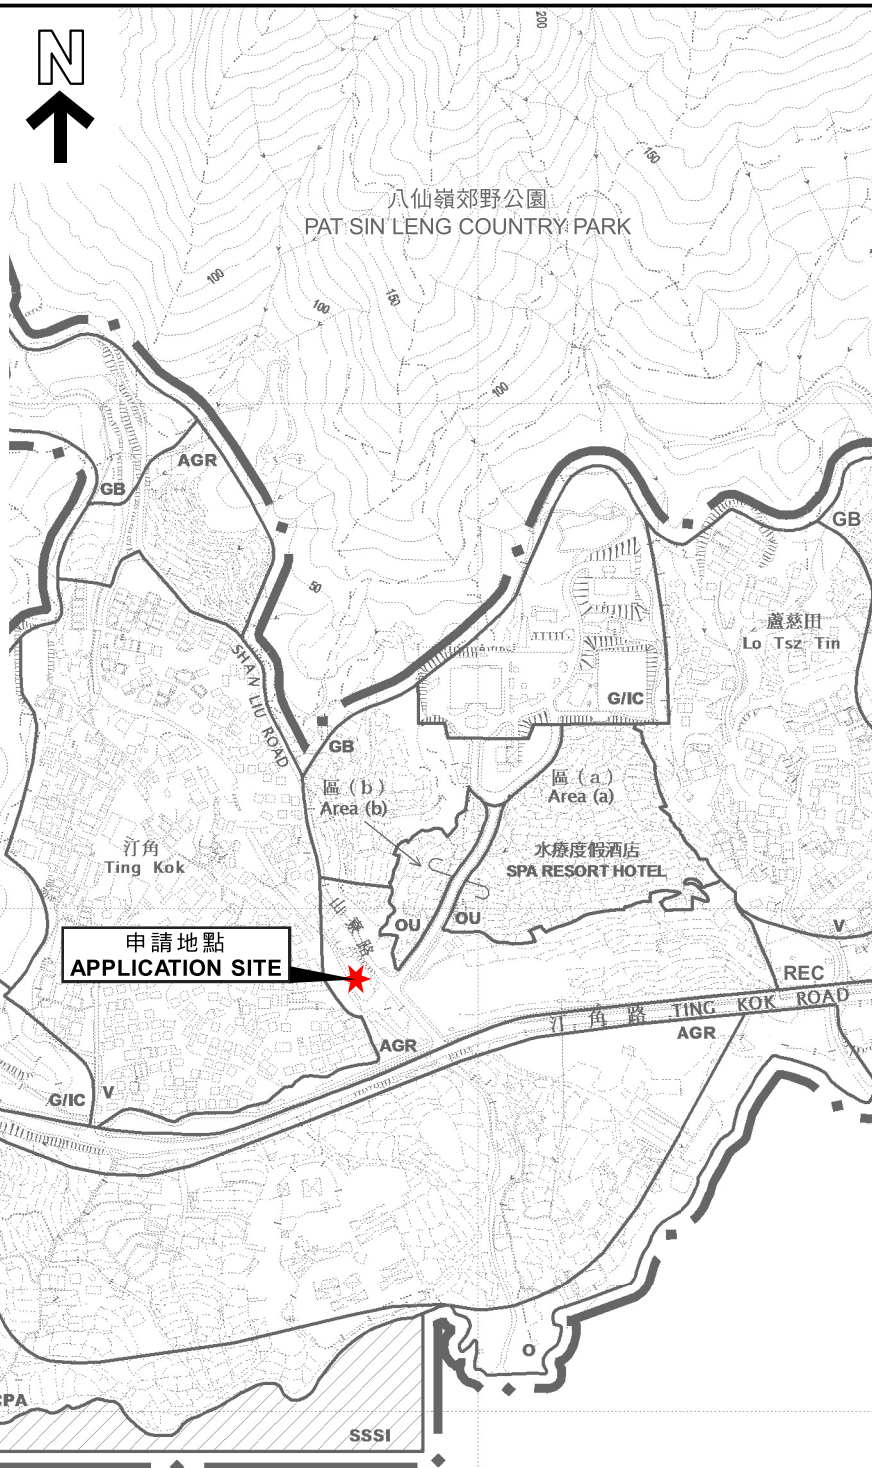 N
200
150
八仙嶺郊野公園
PAT SIN LENG COUNTRY PARK
100
100
150
100
AGR
GB
GB
50
蘆慈田
Lo Tsz Tin
SHAN LIU ROAD
G/IC
GB
區（b）
Area (b)
區（a）
Area (a)
汀角
Ting Kok
水療度假酒店
SPA RESORT HOTEL
山寮路
OU
OU
V
申請地點
APPLICATION SITE
REC
汀角路 TING KOK ROAD
AGR
AGR
G/IC
V
O
CPA
SSSI